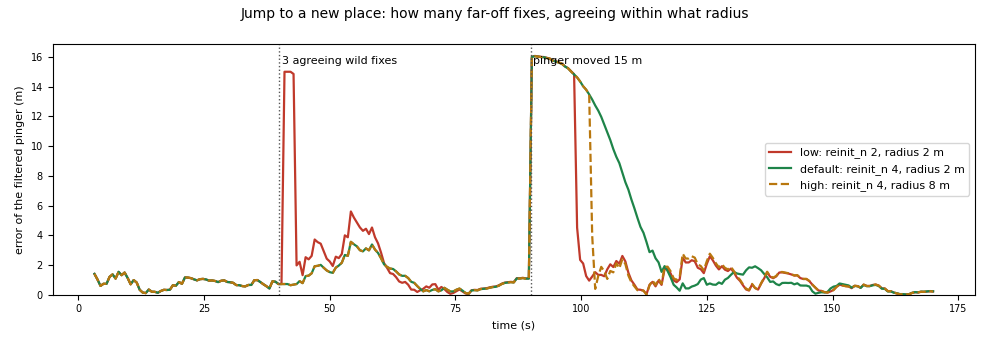 Jump to a new place: how many far-off fixes, agreeing within what radius
error of the filtered pinger (m)
16
14
12
10
8
6
4
2
0
3 agreeing wild fixes
pinger moved 15 m
low: reinit_n 2, radius 2 m
default: reinit_n 4, radius 2 m
high: reinit_n 4, radius 8 m
0
25
50
75
100
125
150
175
time (s)